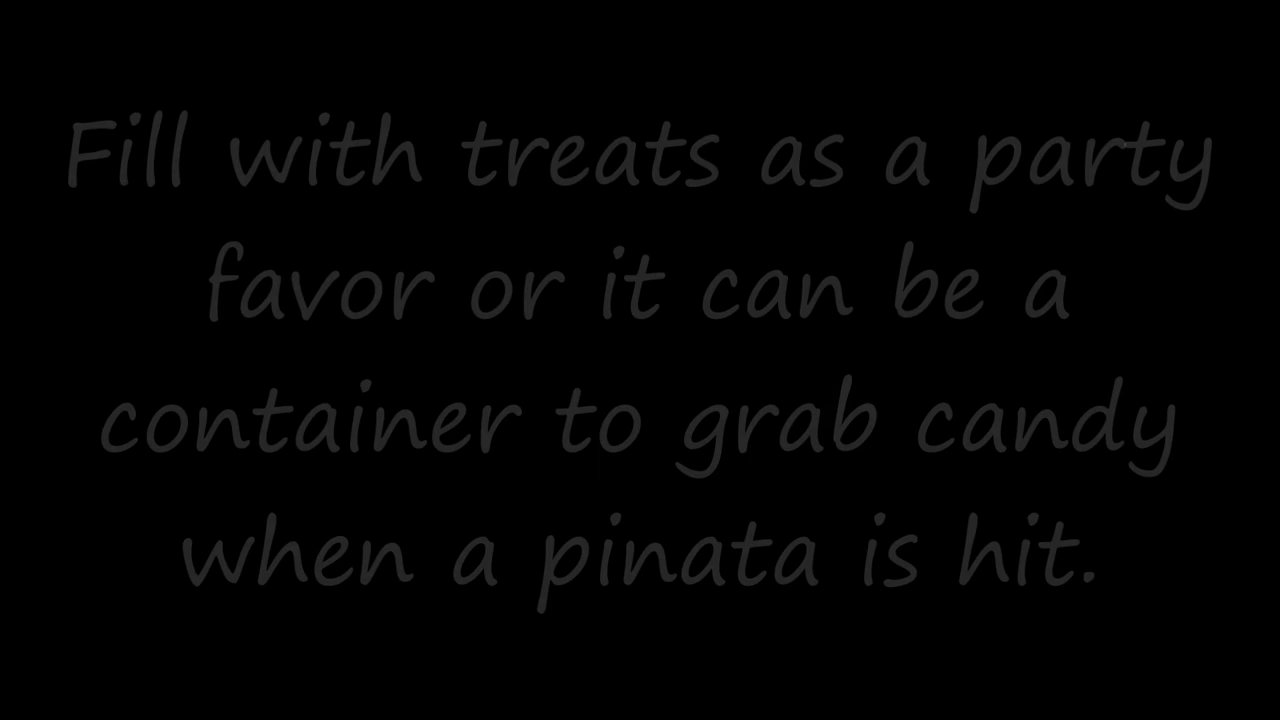 Fill with treats as a party
favor or it can be a
container to grab candy
when a pinata is hit.